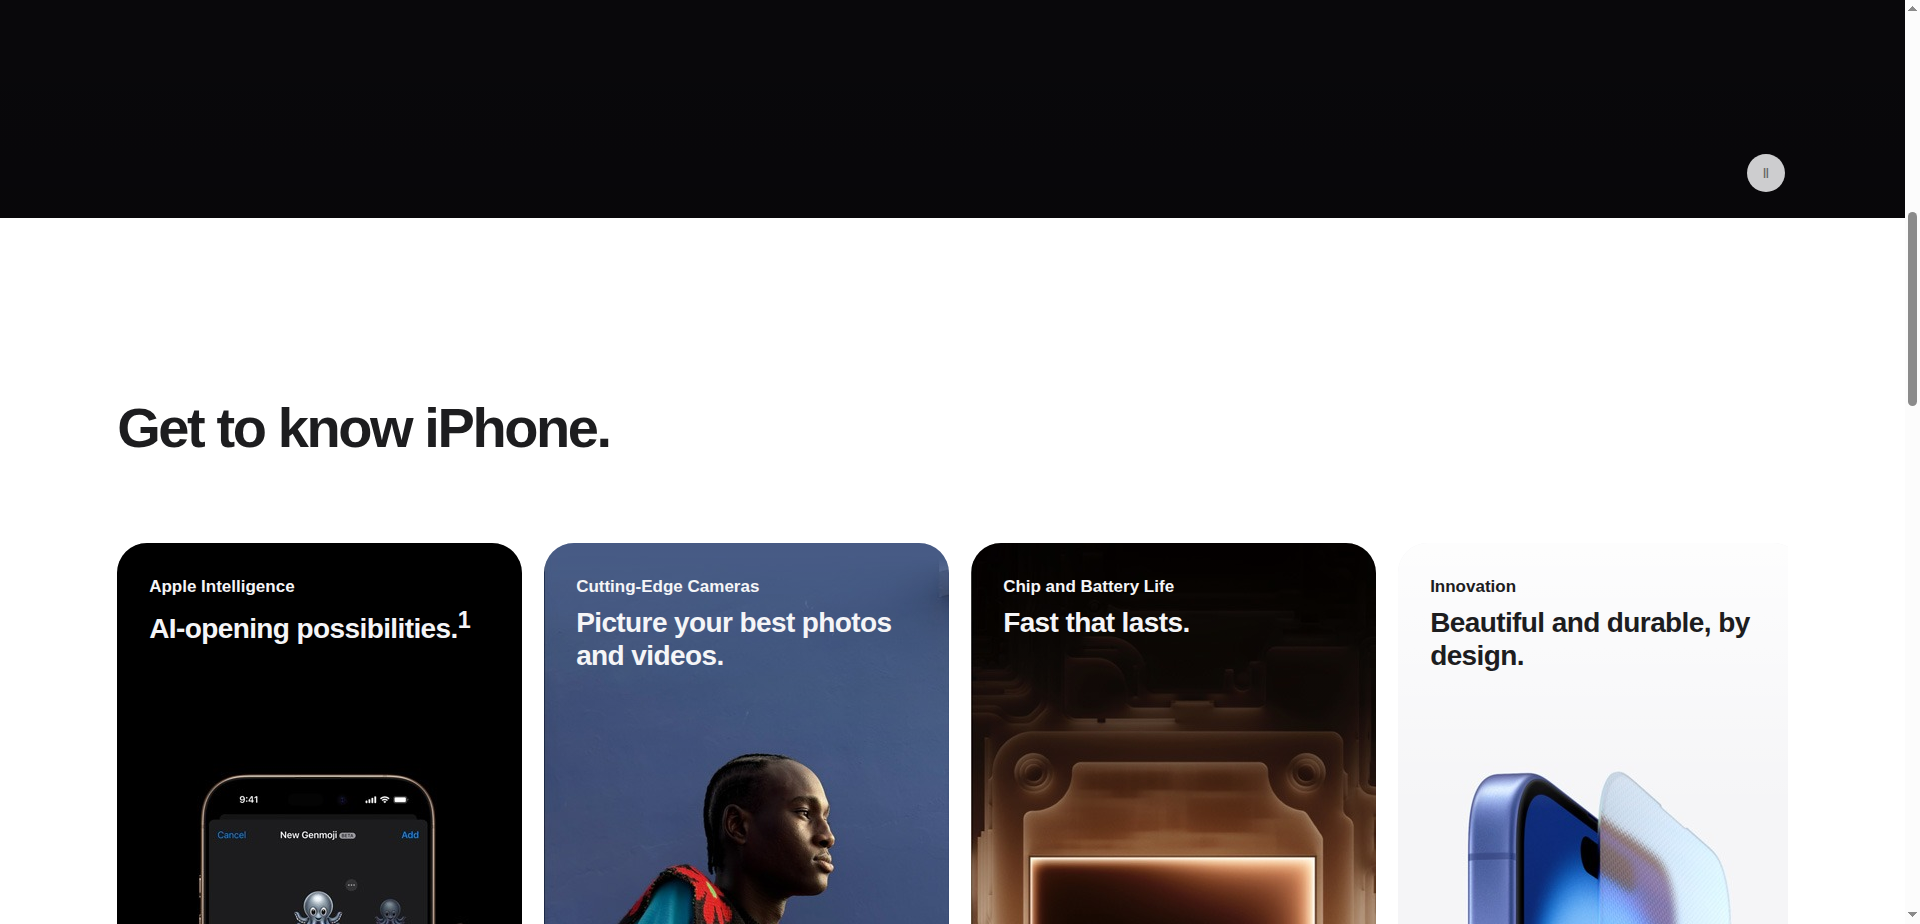 Get to know iPhone.
Apple Intelligence
AI-opening possibilities.1
9:41
Cancel
New Genmoji BETA
Add
Cutting-Edge Cameras
Picture your best photos
and videos.
Chip and Battery Life
Fast that lasts.
Innovation
Beautiful and durable, by
design.